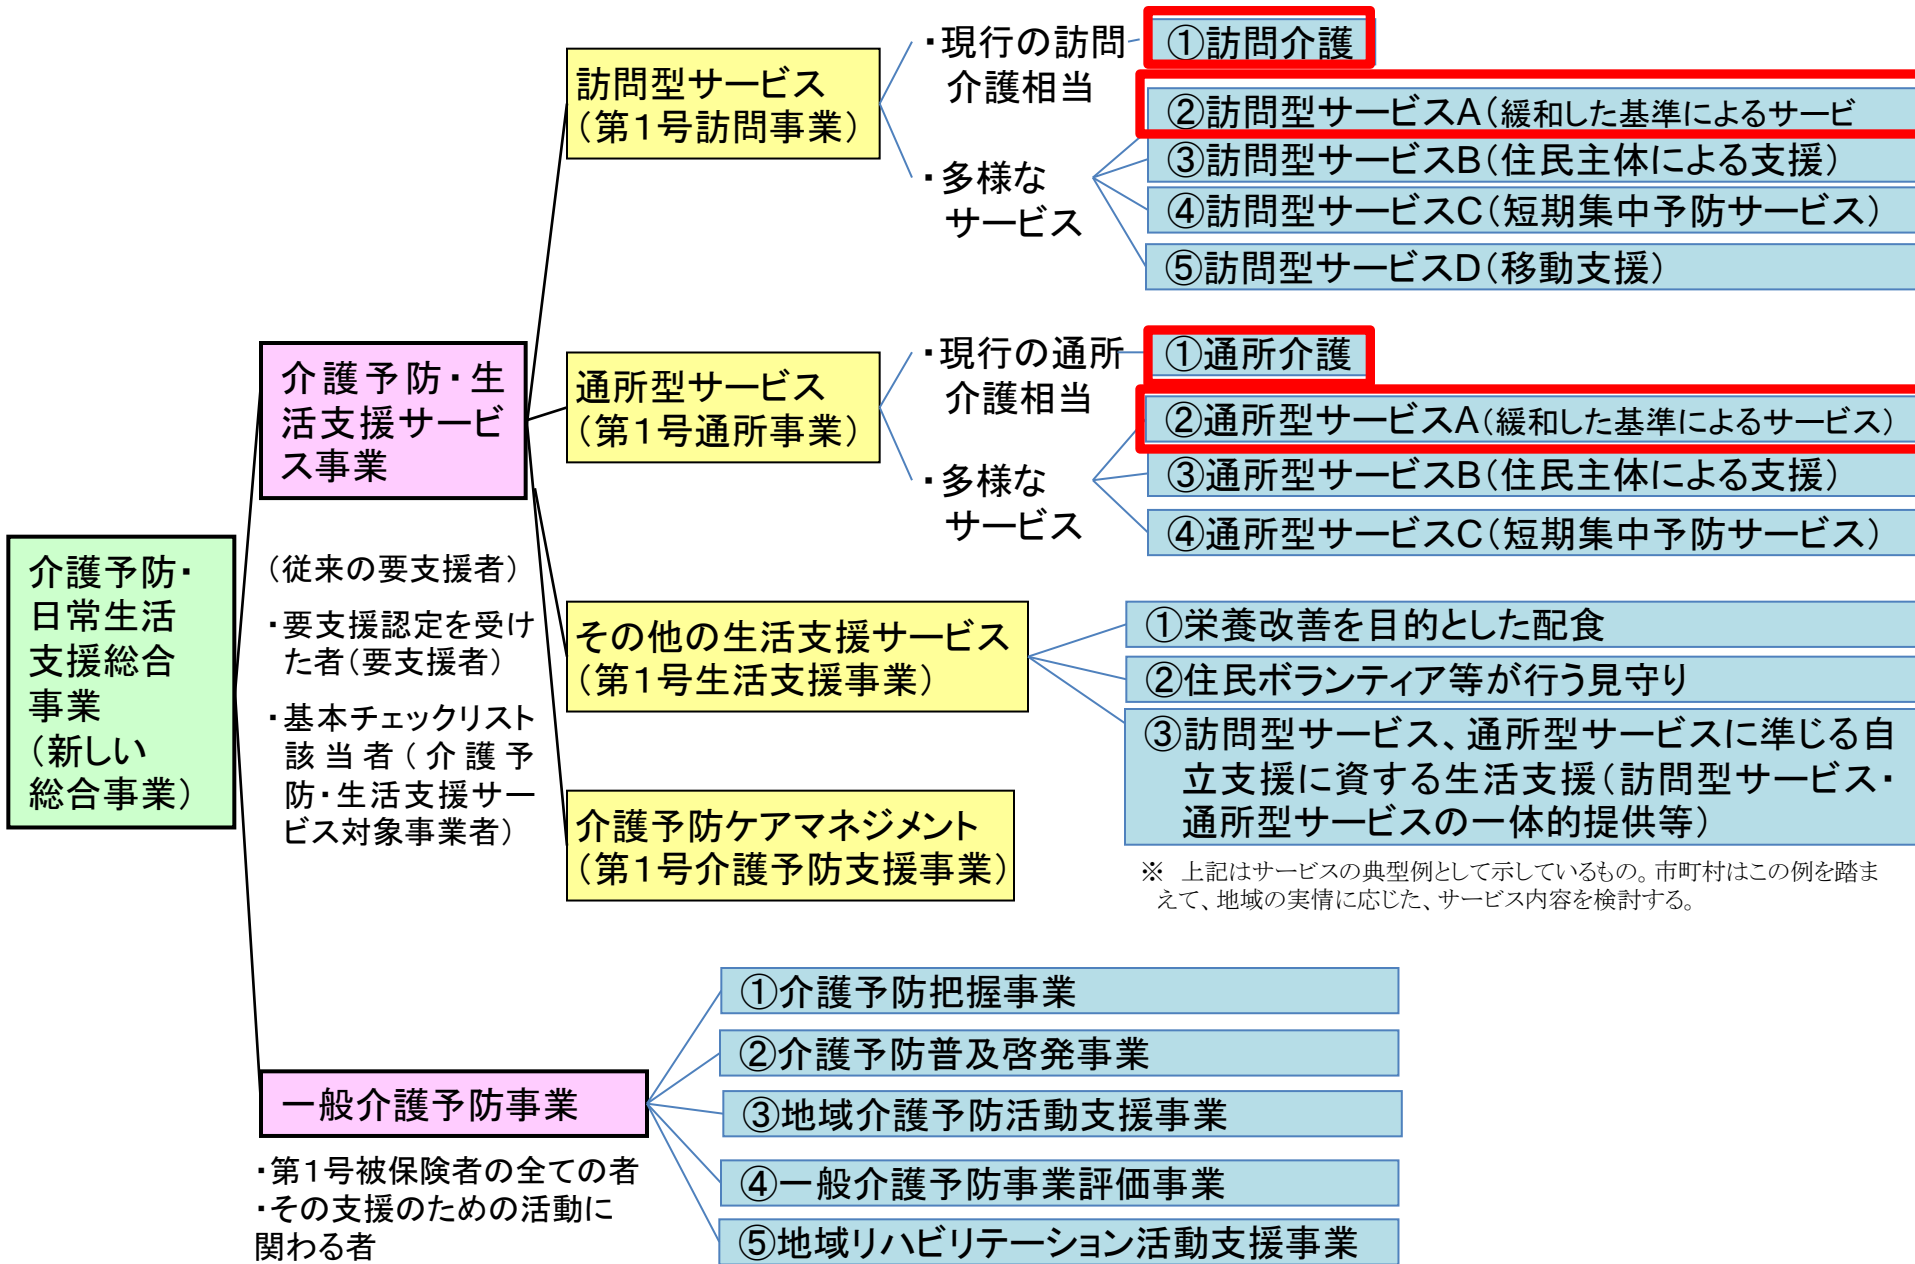 介護予防・
日常生活
支援総合
事業
（新しい
総合事業）
介護予防・生
活支援サービ
ス事業
（従来の要支援者）
・要支援認定を受け
た者（要支援者）
・基本チェックリスト
該当者（介護予
防・生活支援サー
ビス対象事業者）
訪問型サービス
（第１号訪問事業）
・現行の訪問
介護相当
①訪問介護
・多様な
サービス
②訪問型サービスA（緩和した基準によるサービ
③訪問型サービスB（住民主体による支援）
④訪問型サービスC（短期集中予防サービス）
⑤訪問型サービスD（移動支援）
通所型サービス
（第１号通所事業）
・現行の通所
介護相当
①通所介護
・多様な
サービス
②通所型サービスA（緩和した基準によるサービス）
③通所型サービスB（住民主体による支援）
④通所型サービスC（短期集中予防サービス）
その他の生活支援サービス
（第１号生活支援事業）
①栄養改善を目的とした配食
②住民ボランティア等が行う見守り
③訪問型サービス、通所型サービスに準じる自
立支援に資する生活支援（訪問型サービス・
通所型サービスの一体的提供等）
介護予防ケアマネジメント
（第１号介護予防支援事業）
※　上記はサービスの典型例として示しているもの。市町村はこの例を踏ま
えて、地域の実情に応じた、サービス内容を検討する。
一般介護予防事業
・第１号被保険者の全ての者
・その支援のための活動に
関わる者
①介護予防把握事業
②介護予防普及啓発事業
③地域介護予防活動支援事業
④一般介護予防事業評価事業
⑤地域リハビリテーション活動支援事業